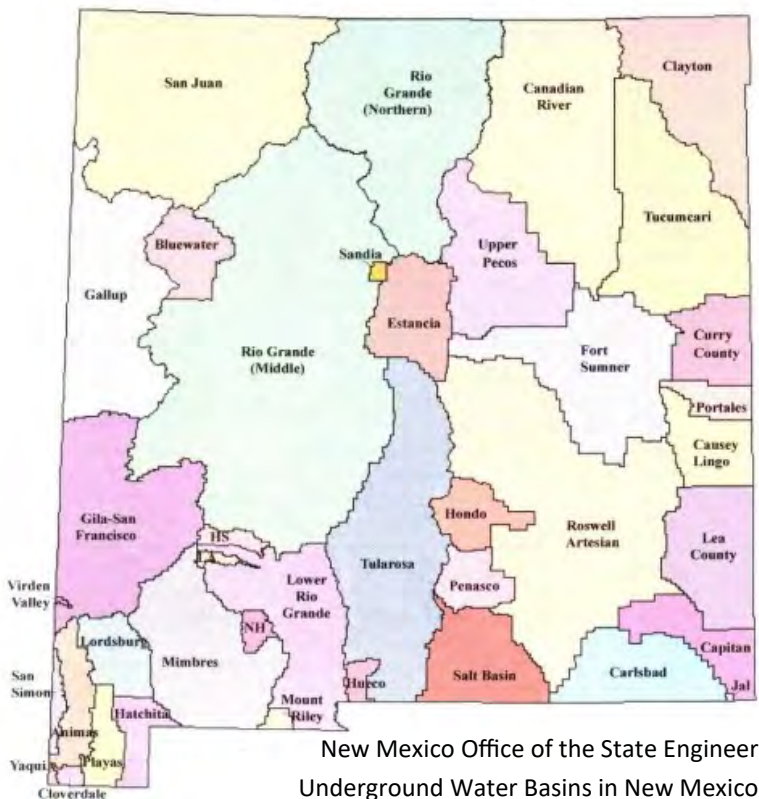 San Juan
Rio
Grande
(Northern)
Canadian
River
Clayton
Tucumcari
Bluewater
Sandia
Upper
Pecos
Gallup
Estancia
Rio Grande
(Middle)
Fort
Sumner
Curry
County
Portales
Causey
Lingo
Gila-San
Francisco
HS
Hondo
Roswell
Artesian
Lea
County
Tularosa
Lower
Rio
Grande
Penasco
Virden
Valley
Lordsburg
NH
Mimbres
Capitan
San
Simon
Hueco
Salt Basin
Carlsbad
Jal
Hatchita
Mount
Riley
Animas
Yaqui
Playas
Cloverdale
New Mexico Office of the State Engineer
Underground Water Basins in New Mexico